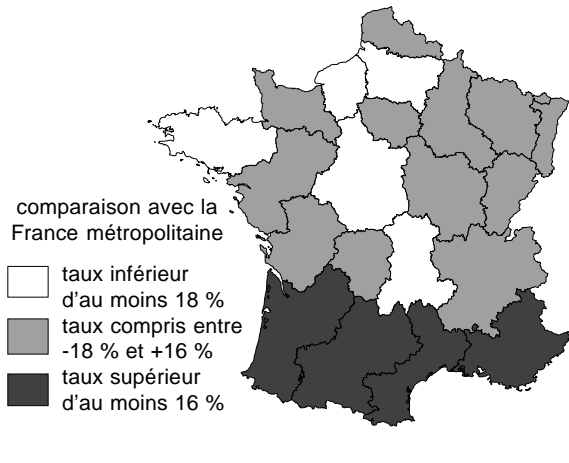 comparaison avec la
France métropolitaine
taux inférieur
d'au moins 18 %
taux compris entre
-18 % et +16 %
taux supérieur
d'au moins 16 %